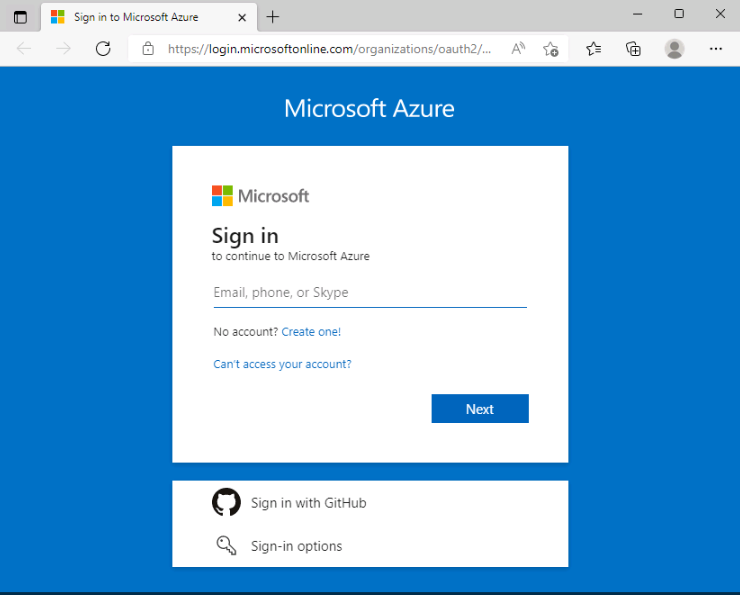 Sign in to Microsoft Azure
https://login.microsoftonline.com/organizations/oauth2/...
Microsoft Azure
Microsoft
Sign in
to continue to Microsoft Azure
Email, phone, or Skype
No account? Create one!
Can't access your account?
Next
Sign in with GitHub
Sign-in options